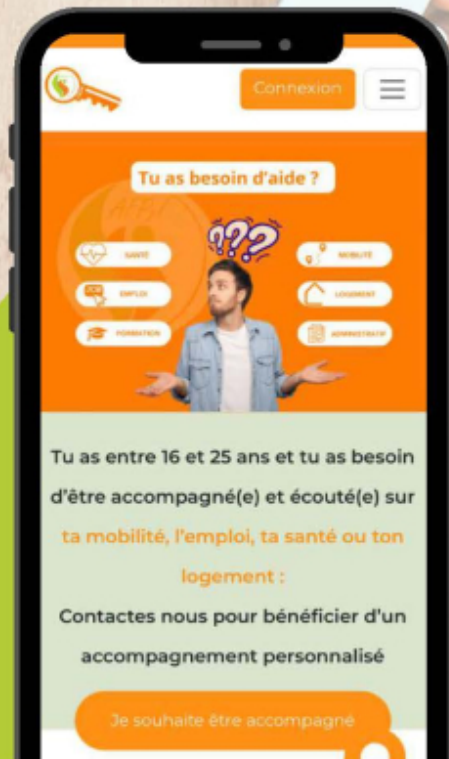 Connexion
Tu as besoin d'aide ?
???
SANTÉ
MOBILITÉ
JOB
EMPLOI
LOGEMENT
FORMATION
ADMINISTRATIF
Tu as entre 16 et 25 ans et tu as besoin
d'être accompagné(e) et écouté(e) sur
ta mobilité, l'emploi, ta santé ou ton
logement :
Contactes nous pour bénéficier d'un
accompagnement personnalisé
Je souhaite être accompagné